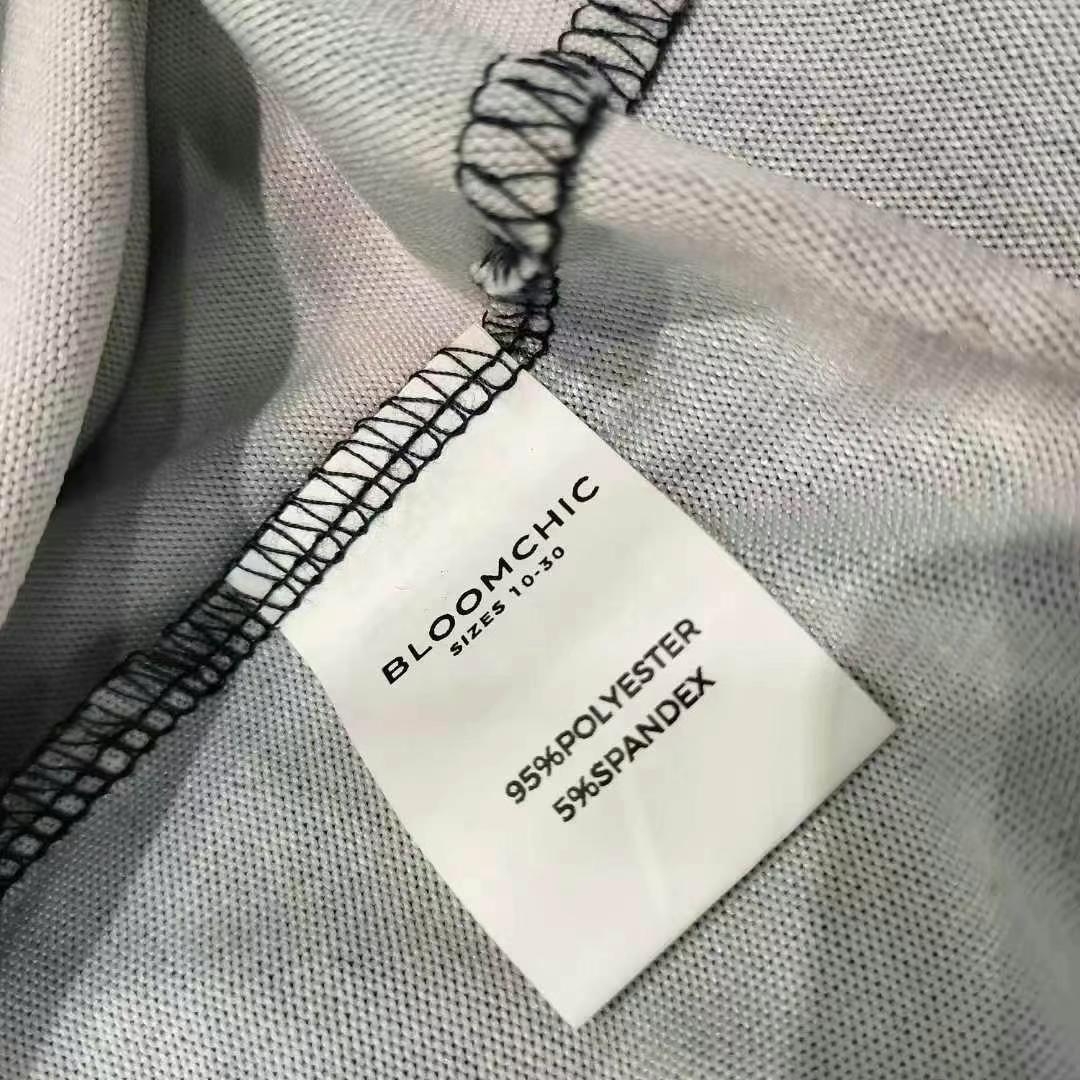 BLOOMCHIC
SIZES 10-30
95%POLYESTER
5%SPANDEX